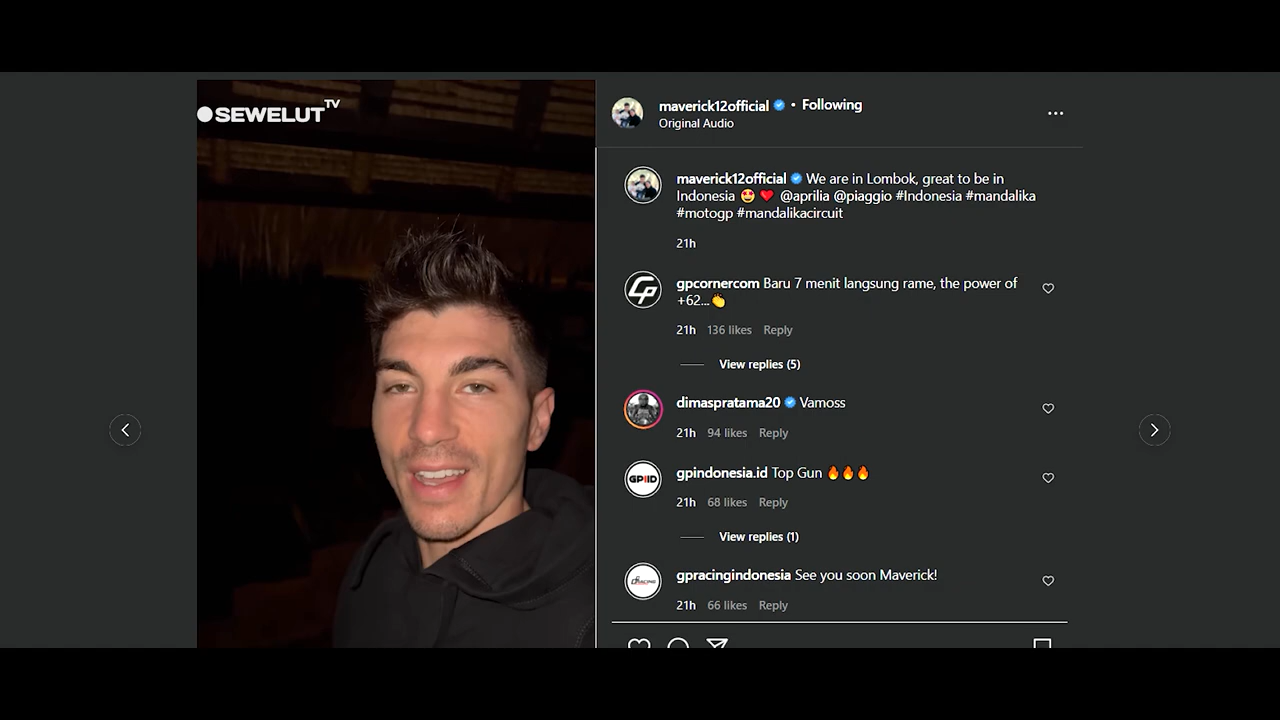 SEWELUT TV
maverick12official • Following
Original Audio
maverick12official We are in Lombok, great to be in
Indonesia 🤩 ❤️ @aprilia @piaggio #Indonesia #mandalika
#motogp #mandalikacircuit
21h
gpcornercom Baru 7 menit langsung rame, the power of
+62...👏
21h 136 likes Reply
View replies (5)
dimaspratama20 Vamoss
21h 94 likes Reply
gpindonesia.id Top Gun 🔥🔥🔥
GPIID
21h 68 likes Reply
View replies (1)
gpracingindonesia See you soon Maverick!
21h 66 likes Reply